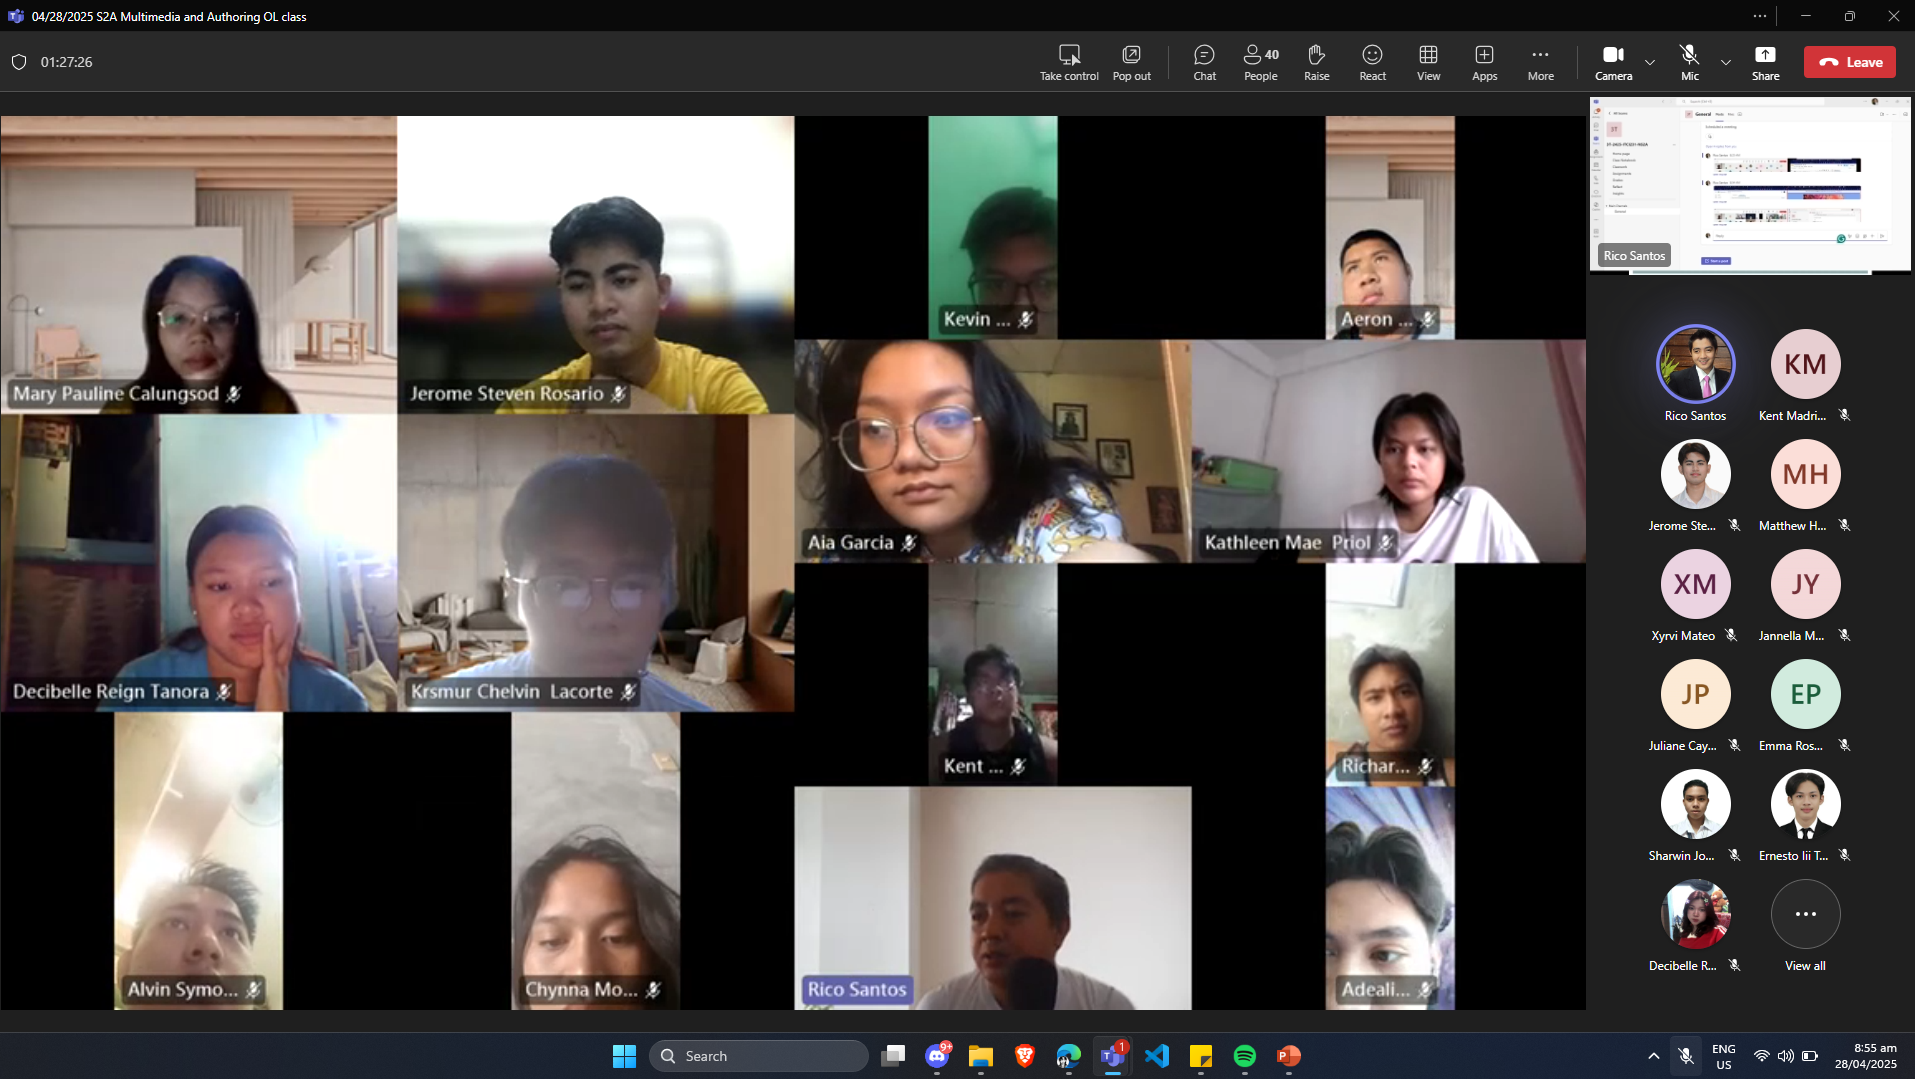 04/28/2025 S2A Multimedia and Authoring OL class
01:27:26
Take control
Pop out
Chat
40
People
Raise
React
View
Apps
More
Camera
Mic
Share
Leave
Mary Pauline Calungsod
Jerome Steven Rosario
Kevin ...
Aeron ...
Decibelle Reign Tanora
Krsmur Chelvin Lacorte
Aia Garcia
Kathleen Mae Priol
Kent ...
Richar...
Alvin Symo...
Chynna Mo...
Rico Santos
Adeali...
General
Rico Santos
Rico Santos
KM
Kent Madri...
Jerome Ste...
MH
Matthew H...
XM
Xyrvi Mateo
JY
Jannella M...
JP
Juliane Cay...
EP
Emma Ros...
Sharwin Jo...
Ernesto Iii T...
Decibelle R...
View all
Search
9+
1
ENG
US
8:55 am
28/04/2025